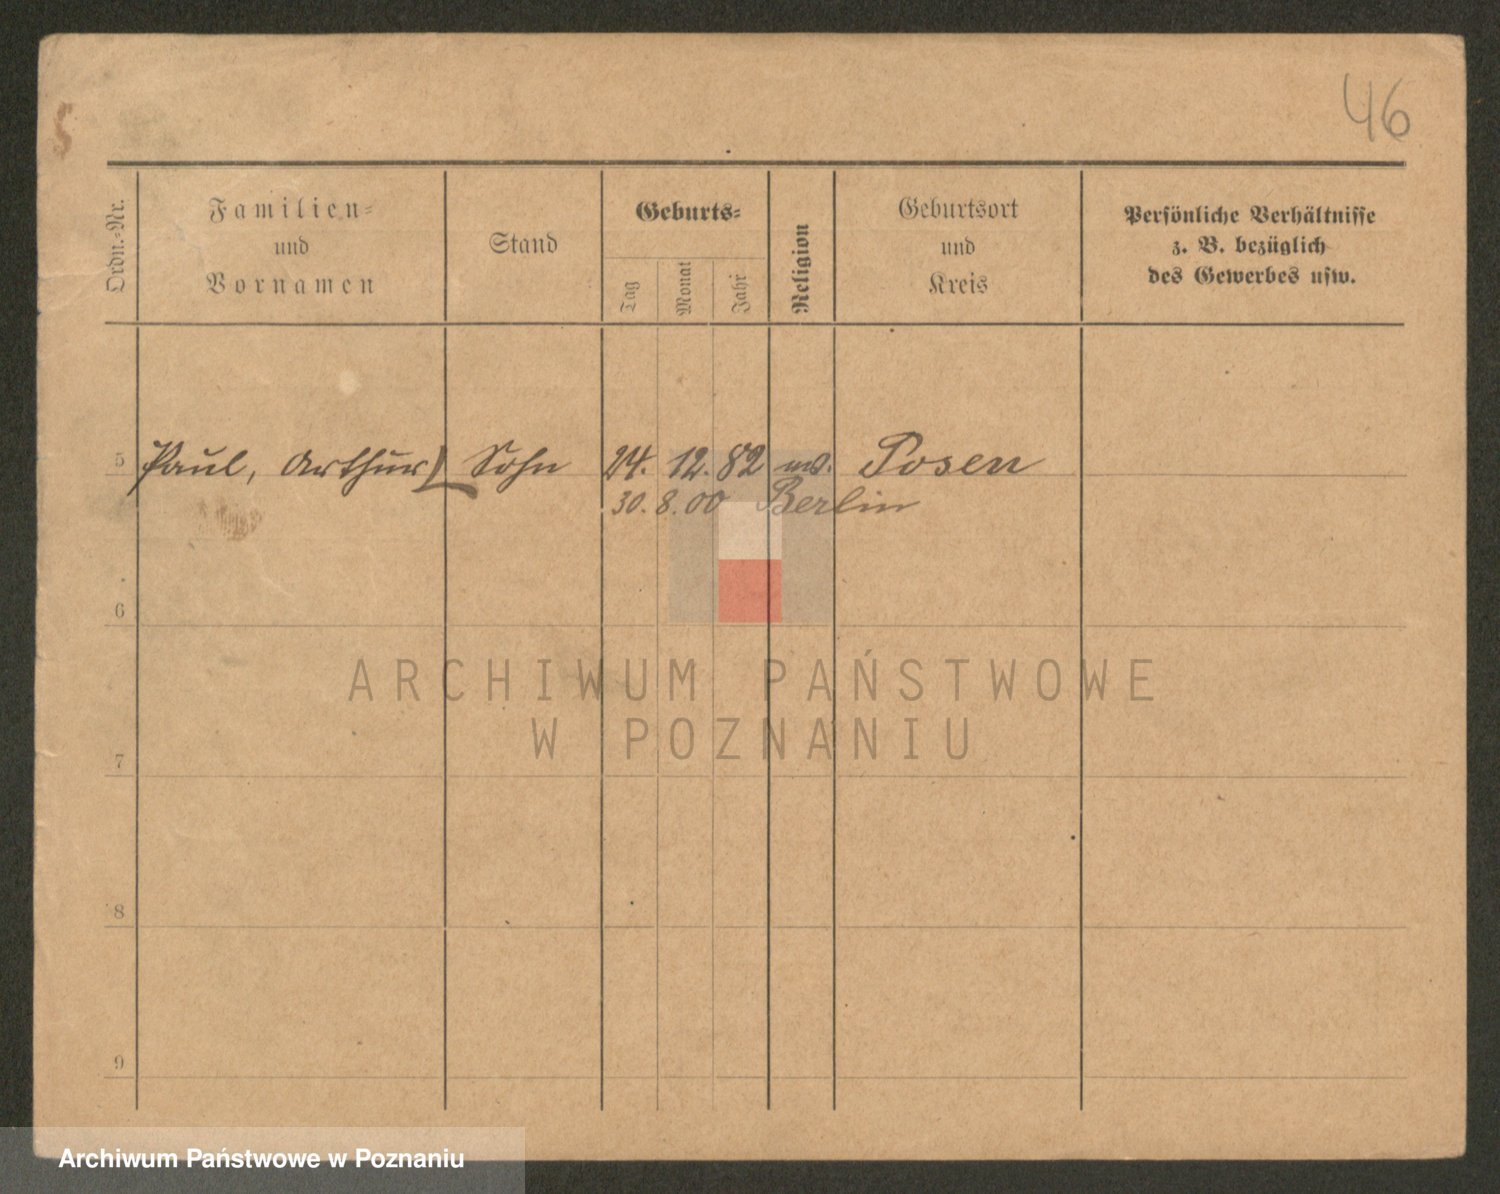 46
Ordn.-Nr.
Familien-
und
Vornamen
Stand
Geburts-
Tag
Monat
Jahr
Religion
Geburtsort
und
Kreis
Persönliche Verhältnisse
z. B. bezüglich
des Gewerbes usw.
5 Paul, Arthur Sohn 24. 12. 82 Posen
30. 8. 00 Berlin
6
ARCHIWUM PAŃSTWOWE
W POZNANIU
7
8
9
Archiwum Państwowe w Poznaniu